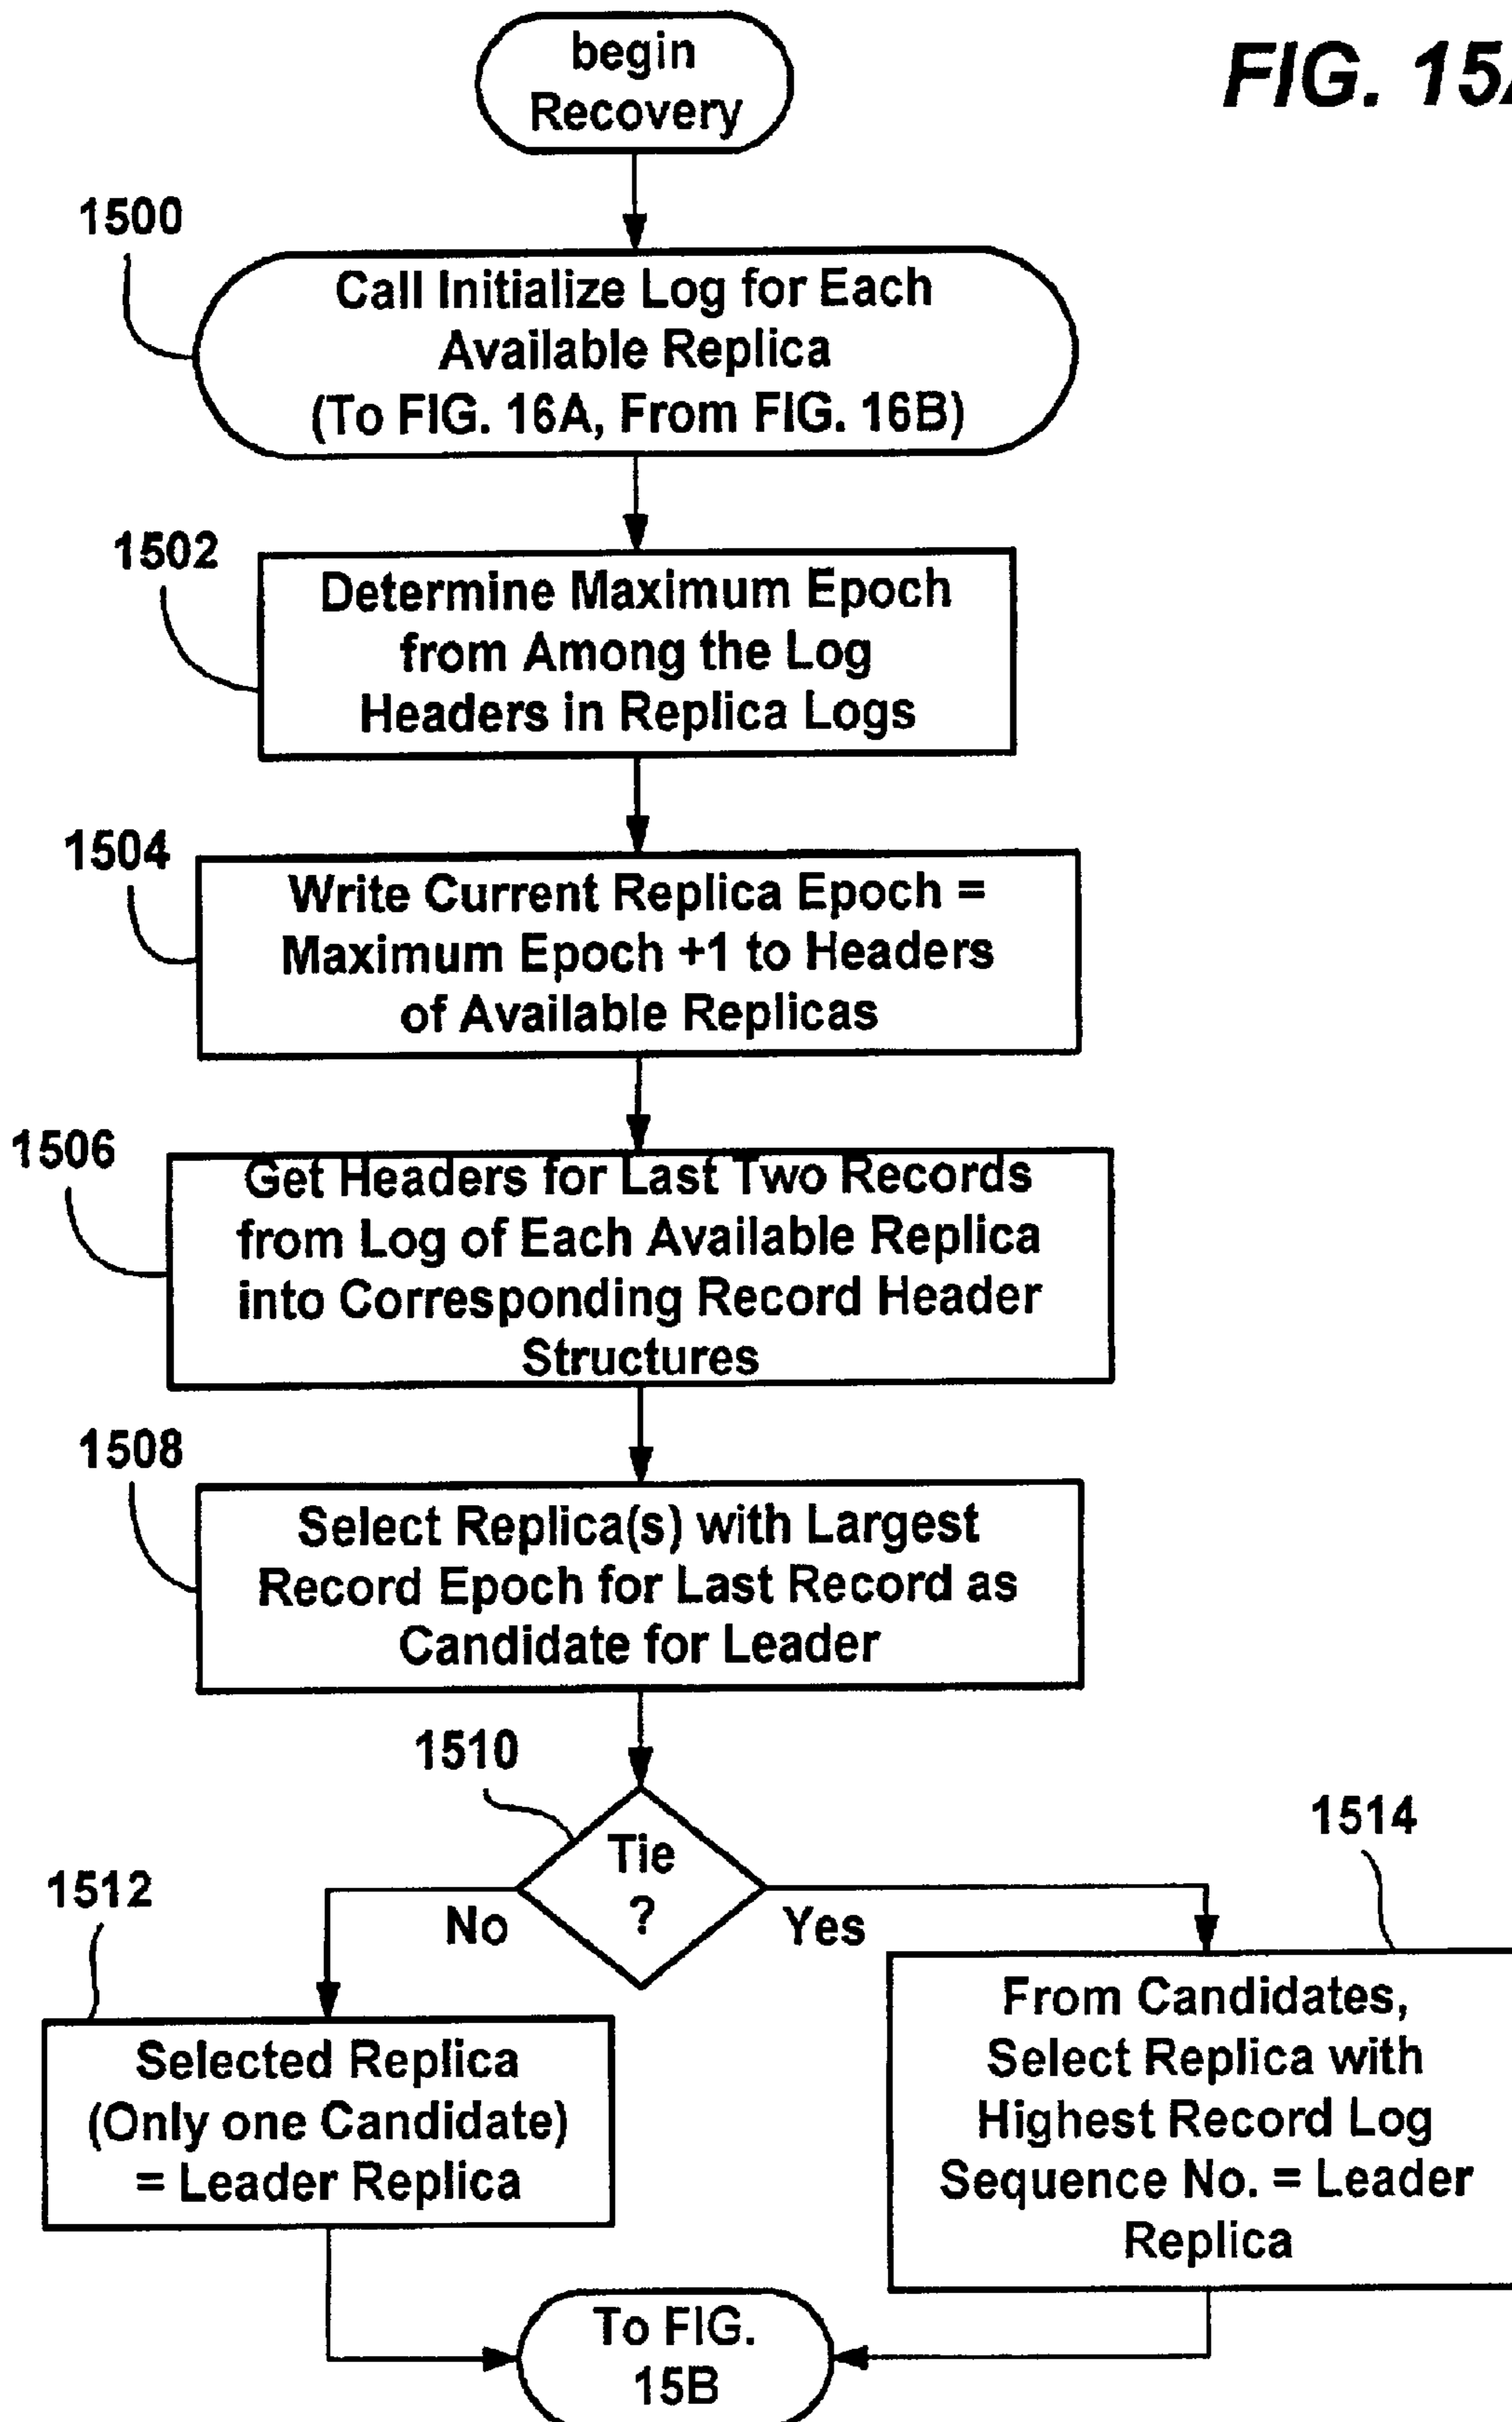 FIG. 15A
begin
Recovery
1500
Call Initialize Log for Each
Available Replica
(To FIG. 16A, From FIG. 16B)
1502
Determine Maximum Epoch
from Among the Log
Headers in Replica Logs
1504
Write Current Replica Epoch =
Maximum Epoch +1 to Headers
of Available Replicas
1506
Get Headers for Last Two Records
from Log of Each Available Replica
into Corresponding Record Header
Structures
1508
Select Replica(s) with Largest
Record Epoch for Last Record as
Candidate for Leader
1510
Tie
?
No
Yes
1512
Selected Replica
(Only one Candidate)
= Leader Replica
1514
From Candidates,
Select Replica with
Highest Record Log
Sequence No. = Leader
Replica
To FIG.
15B